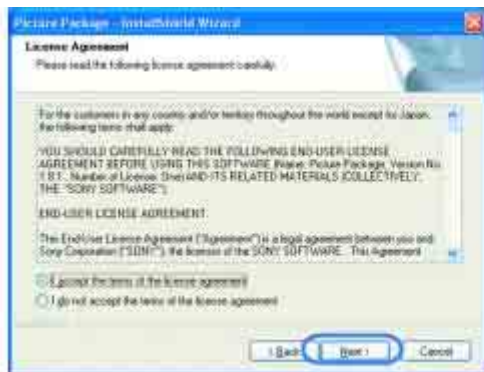 Picture Package - InstallShield Wizard
License Agreement
Please read the following license agreement carefully.
For the customers in any country and/or territory throughout the world except for Japan,
the following terms shall apply.
YOU SHOULD CAREFULLY READ THE FOLLOWING END-USER LICENSE
AGREEMENT BEFORE USING THIS SOFTWARE (Name: Picture Package, Version No.
1.8.1, Number of License: One) AND ITS RELATED MATERIALS (COLLECTIVELY,
THE "SONY SOFTWARE").
END-USER LICENSE AGREEMENT
This End-User License Agreement ("Agreement") is a legal agreement between you and
Sony Corporation ("SONY"), the licensor of the SONY SOFTWARE. This Agreement
I accept the terms of the license agreement
I do not accept the terms of the license agreement
< Back
Next >
Cancel